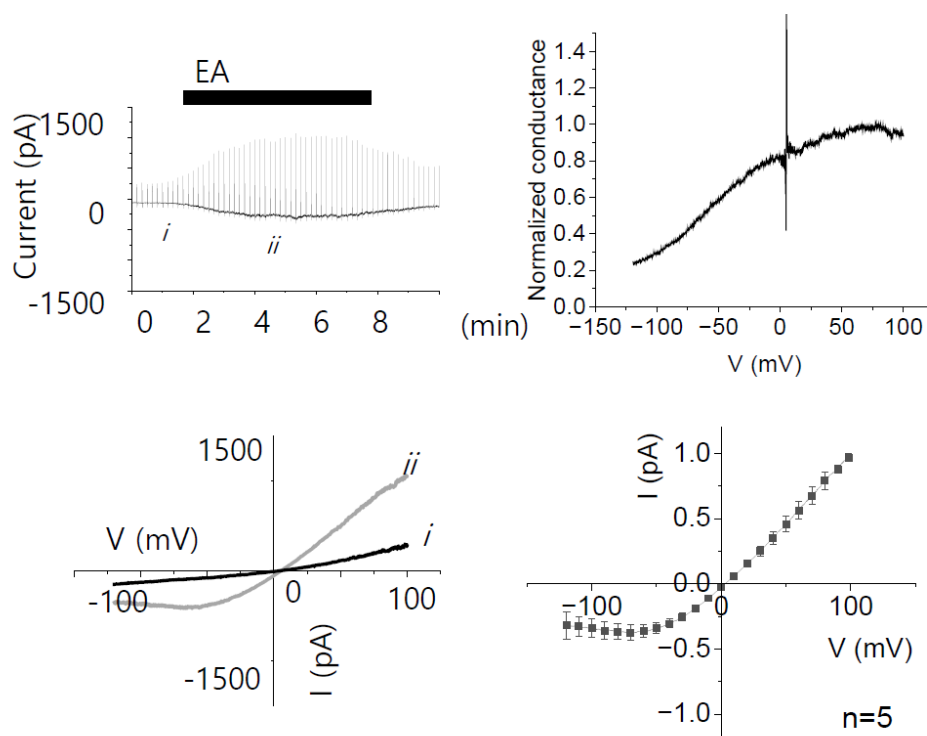 EA
1500
0
-1500
Current (pA)
i
ii
0 2 4 6 8 (min)
1.4
1.2
1.0
0.8
0.6
0.4
0.2
0.0
Normalized conductance
−150 −100 −50 0 50 100
V (mV)
1500
ii
V (mV)
i
-100 0 100
-1500
I (pA)
1.0
I (pA)
0.5
0.0
−100 0 100
−0.5
V (mV)
−1.0
n=5